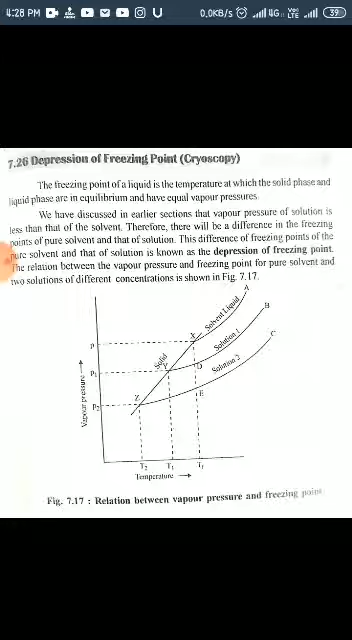 4:28 PM
U
0.0KB/s
4G
Vo)
LTE
39
7.26 Depression of Freezing Point (Cryoscopy)
The freezing point of a liquid is the temperature at which the solid phase and
liquid phase are in equilibrium and have equal vapour pressures.
We have discussed in earlier sections that vapour pressure of solution is
less than that of the solvent. Therefore, there will be a difference in the freezing
points of pure solvent and that of solution. This difference of freezing points of the
pure solvent and that of solution is known as the depression of freezing point.
The relation between the vapour pressure and freezing point for pure solvent and
two solutions of different concentrations is shown in Fig. 7.17.
A
B
C
Solvent Liquid
Solution 1
Solution 2
Solid
X
Y
D
Z
E
P
P₁
P₂
Vapour pressure →
T₂ T₁ Tf
Temperature →
Fig. 7.17 : Relation between vapour pressure and freezing point